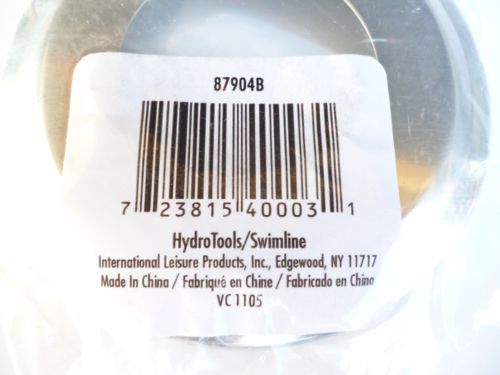 87904B
7 23815 40003 1
HydroTools/Swimline
International Leisure Products, Inc., Edgewood, NY 11717
Made In China / Fabriqué en Chine / Fabricado en China
VC 1105